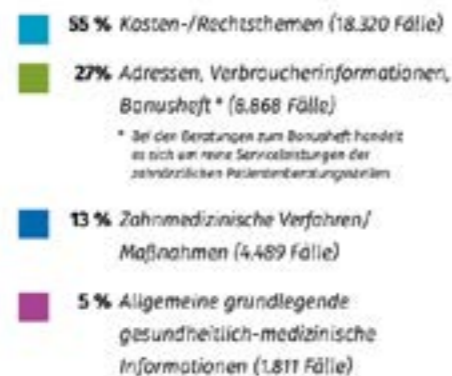 55 % Kosten-/Rechtsthemen (18.320 Fälle)
27% Adressen, Verbraucherinformationen,
Bonusheft * (8.868 Fälle)
* Bei den Beratungen zum Bonusheft handelt
es sich um reine Serviceleistungen der
zahnärztlichen Patientenberatungsstellen
13 % Zahnmedizinische Verfahren/
Maßnahmen (4.489 Fälle)
5 % Allgemeine grundlegende
gesundheitlich-medizinische
Informationen (1.811 Fälle)